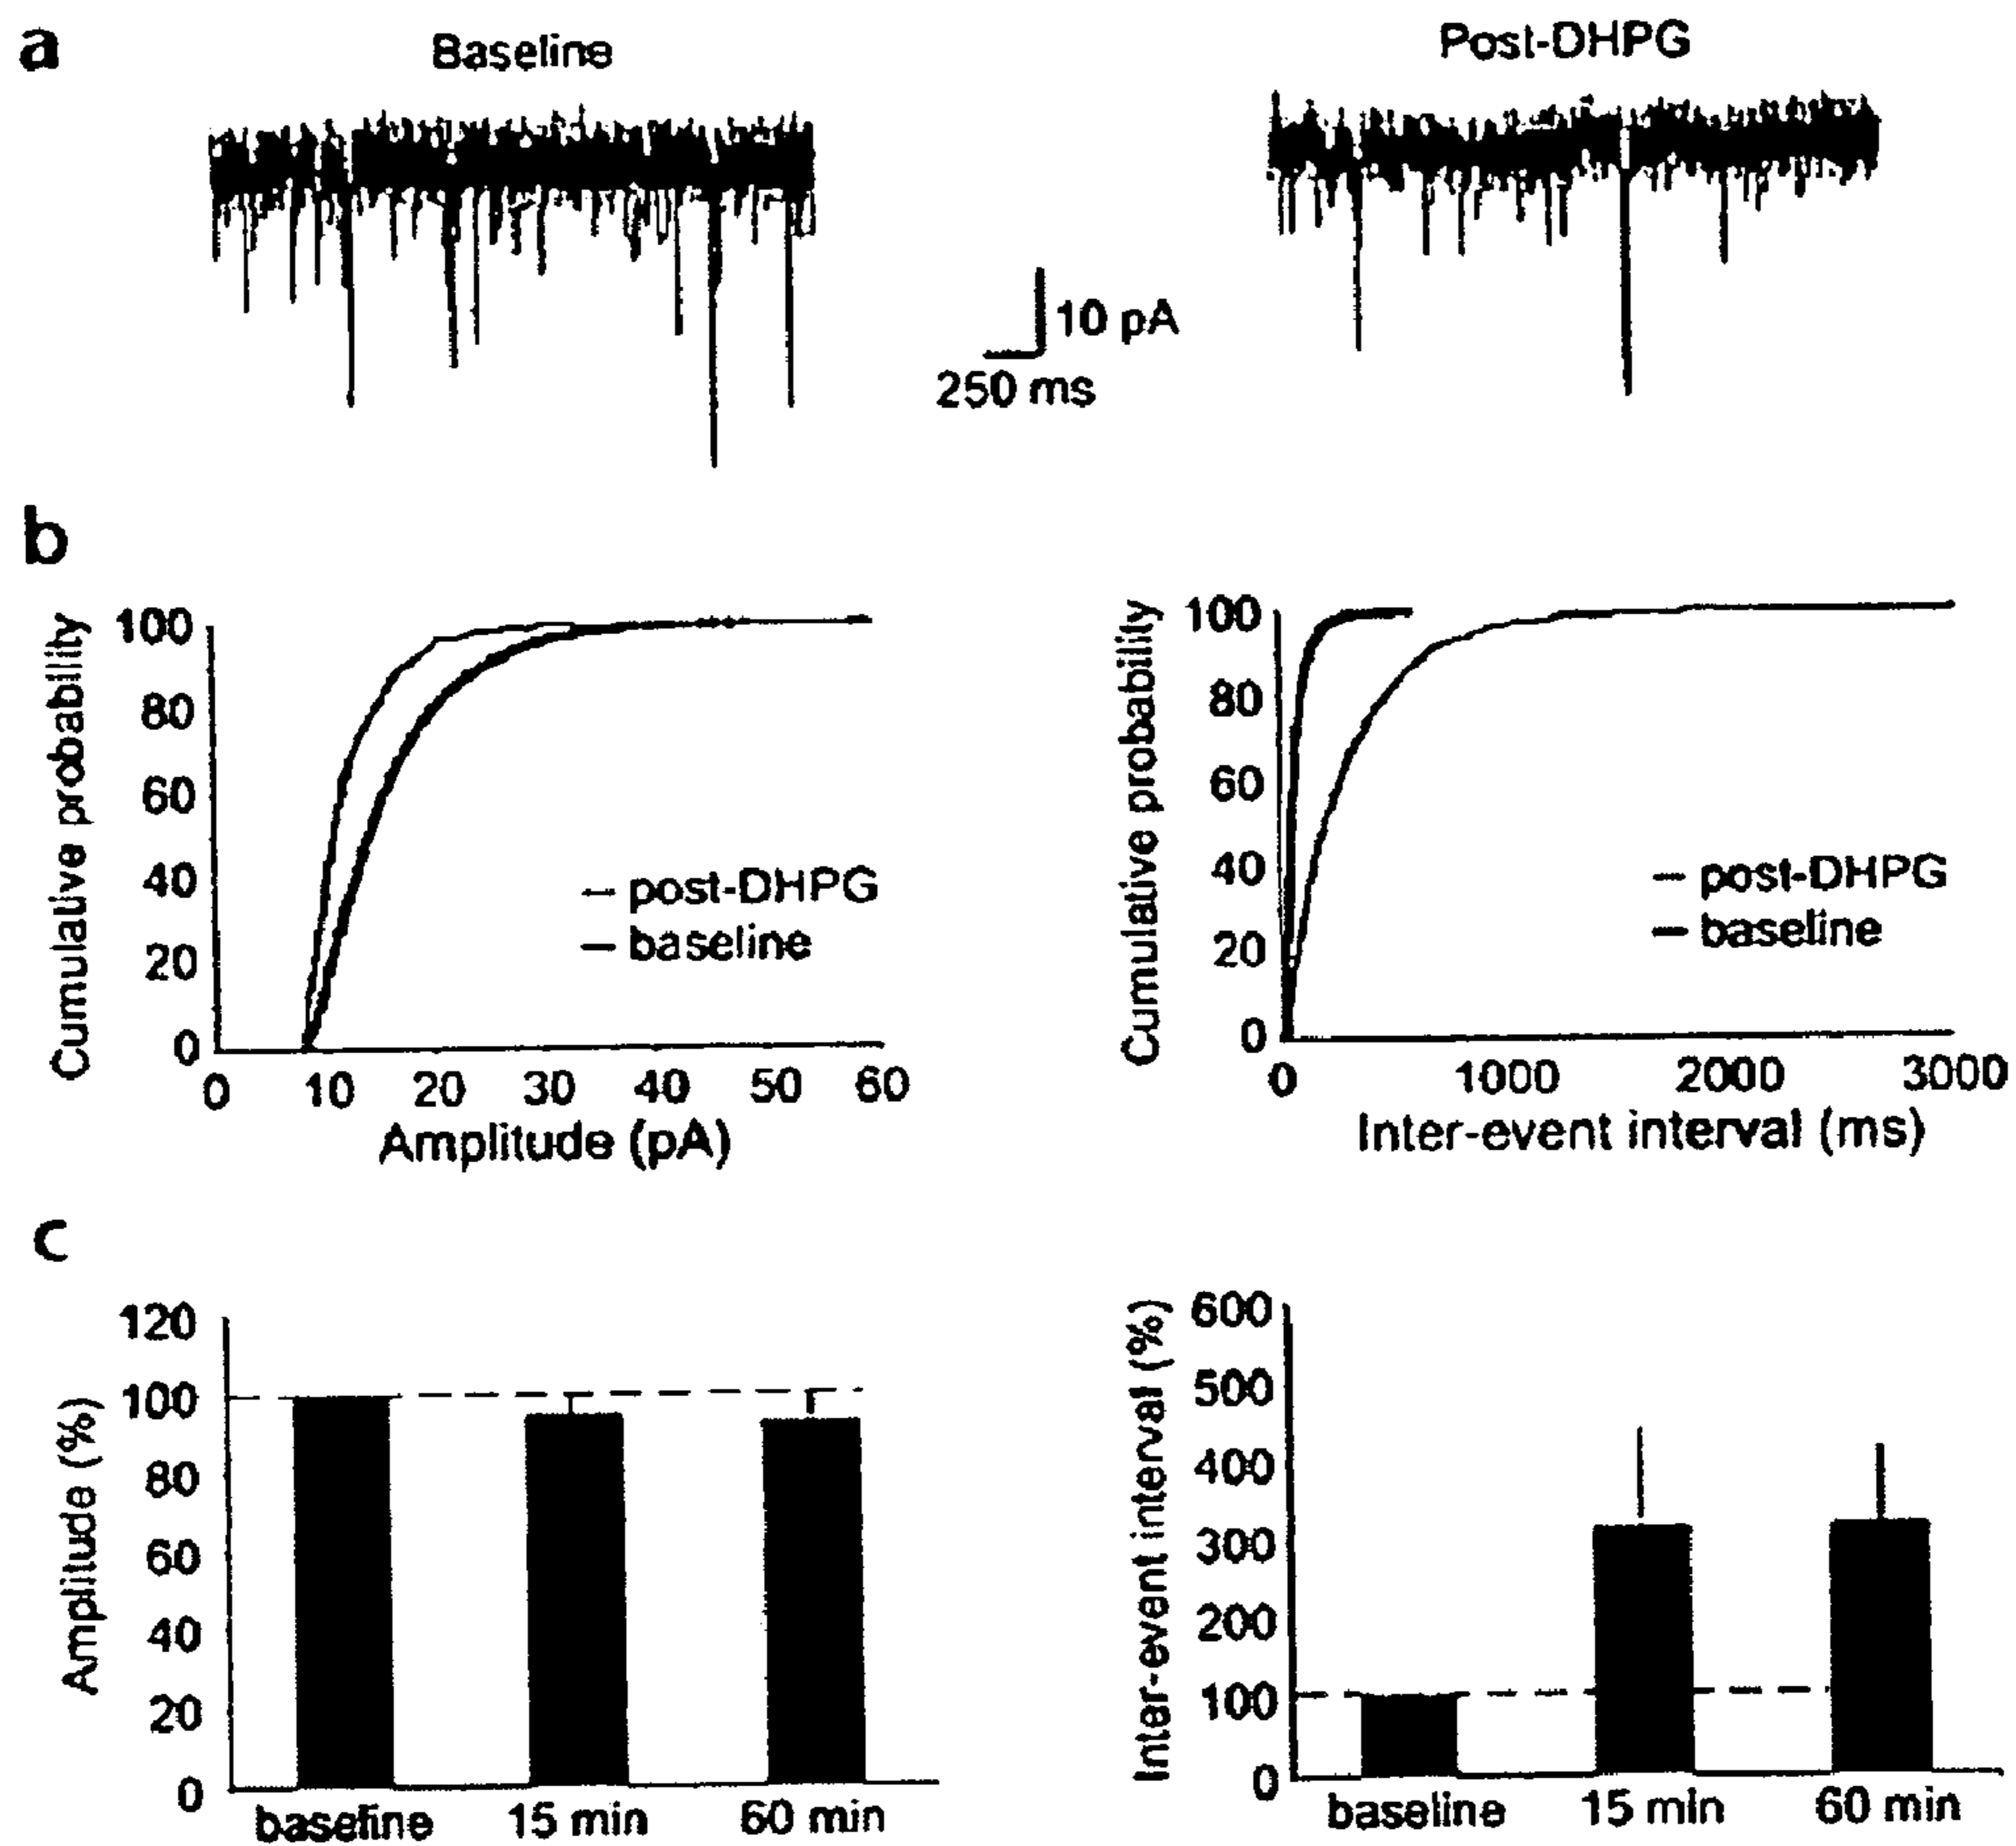 a
Baseline
Post-DHPG
10 pA
250 ms
b
Cumulative probability
100
80
60
40
20
0
0 10 20 30 40 50 60
Amplitude (pA)
post-DHPG
baseline
Cumulative probability
100
80
60
40
20
0
0 1000 2000 3000
Inter-event interval (ms)
post-DHPG
baseline
c
Amplitude (%)
120
100
80
60
40
20
0
baseline 15 min 60 min
Inter-event interval (%)
600
500
400
300
200
100
0
baseline 15 min 60 min